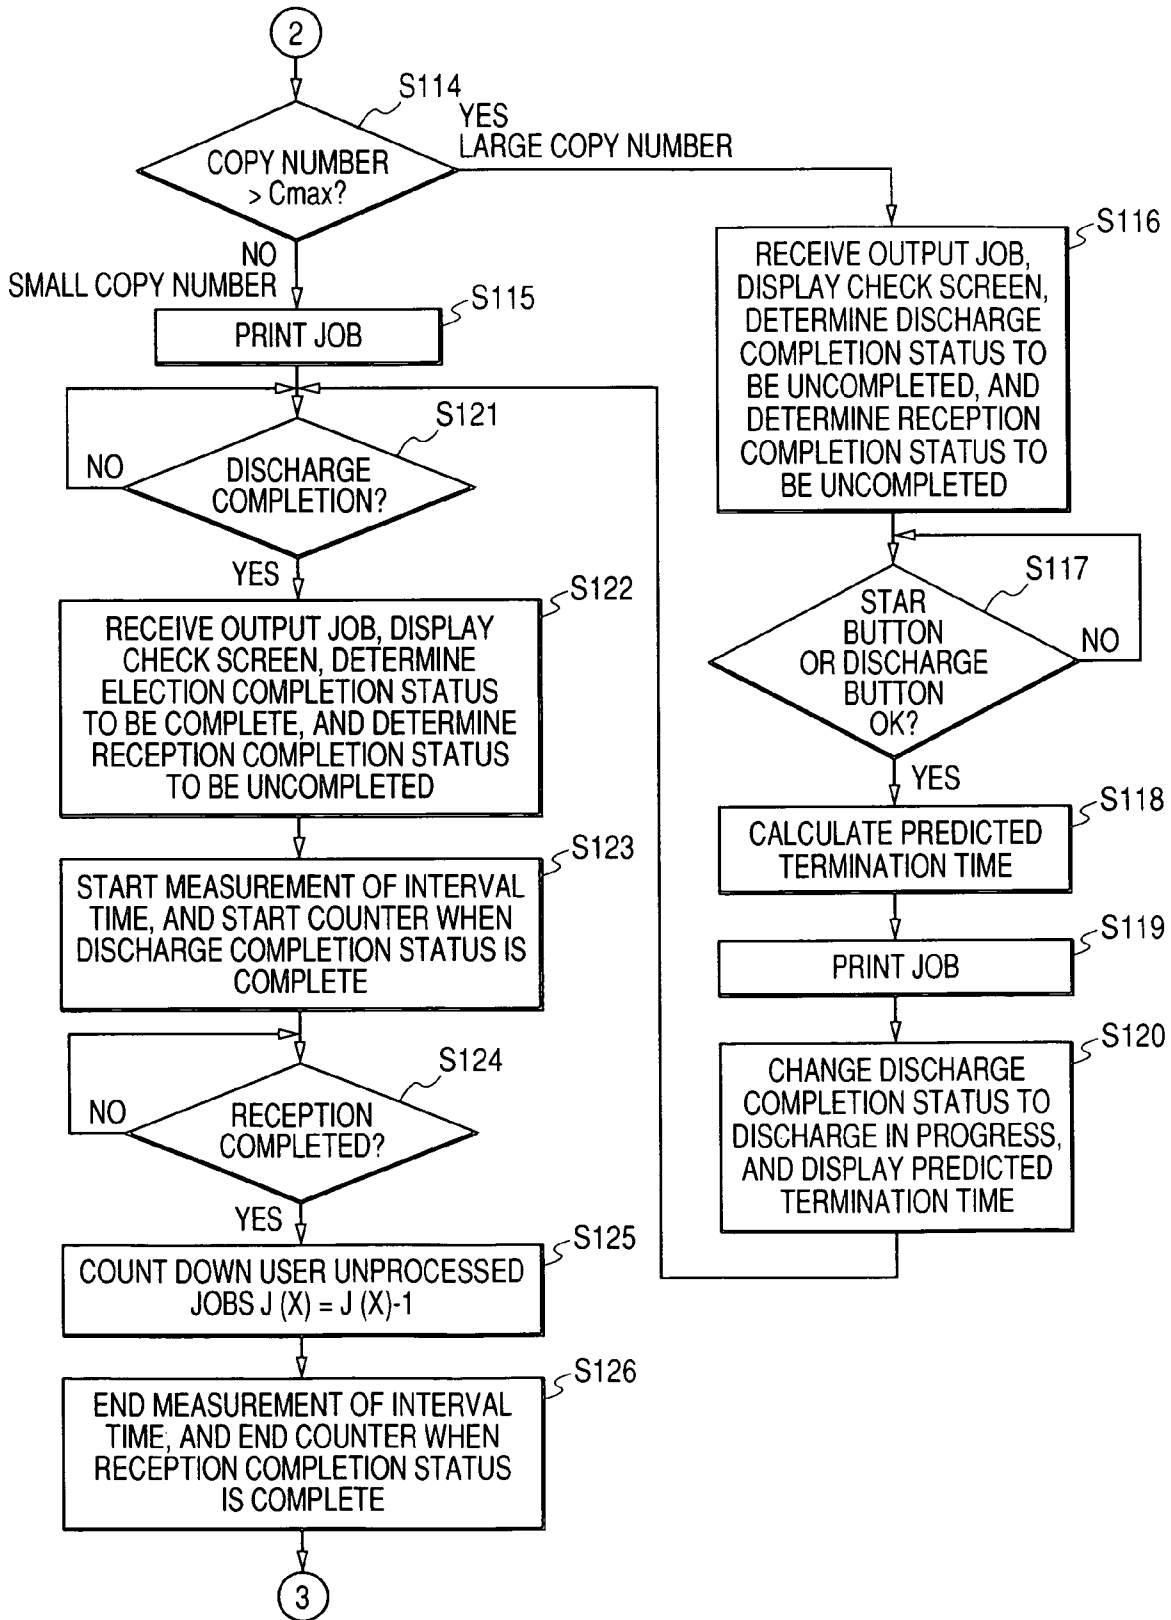 2
S114
COPY NUMBER
> Cmax?
YES
LARGE COPY NUMBER
NO
SMALL COPY NUMBER
S115
PRINT JOB
S121
DISCHARGE
COMPLETION?
NO
YES
S122
RECEIVE OUTPUT JOB, DISPLAY
CHECK SCREEN, DETERMINE
ELECTION COMPLETION STATUS
TO BE COMPLETE, AND DETERMINE
RECEPTION COMPLETION STATUS
TO BE UNCOMPLETED
S123
START MEASUREMENT OF INTERVAL
TIME, AND START COUNTER WHEN
DISCHARGE COMPLETION STATUS IS
COMPLETE
S124
RECEPTION
COMPLETED?
NO
YES
S125
COUNT DOWN USER UNPROCESSED
JOBS J (X) = J (X)-1
S126
END MEASUREMENT OF INTERVAL
TIME, AND END COUNTER WHEN
RECEPTION COMPLETION STATUS
IS COMPLETE
3
S116
RECEIVE OUTPUT JOB,
DISPLAY CHECK SCREEN,
DETERMINE DISCHARGE
COMPLETION STATUS TO
BE UNCOMPLETED, AND
DETERMINE RECEPTION
COMPLETION STATUS TO
BE UNCOMPLETED
S117
STAR
BUTTON
OR DISCHARGE
BUTTON
OK?
NO
YES
S118
CALCULATE PREDICTED
TERMINATION TIME
S119
PRINT JOB
S120
CHANGE DISCHARGE
COMPLETION STATUS TO
DISCHARGE IN PROGRESS,
AND DISPLAY PREDICTED
TERMINATION TIME